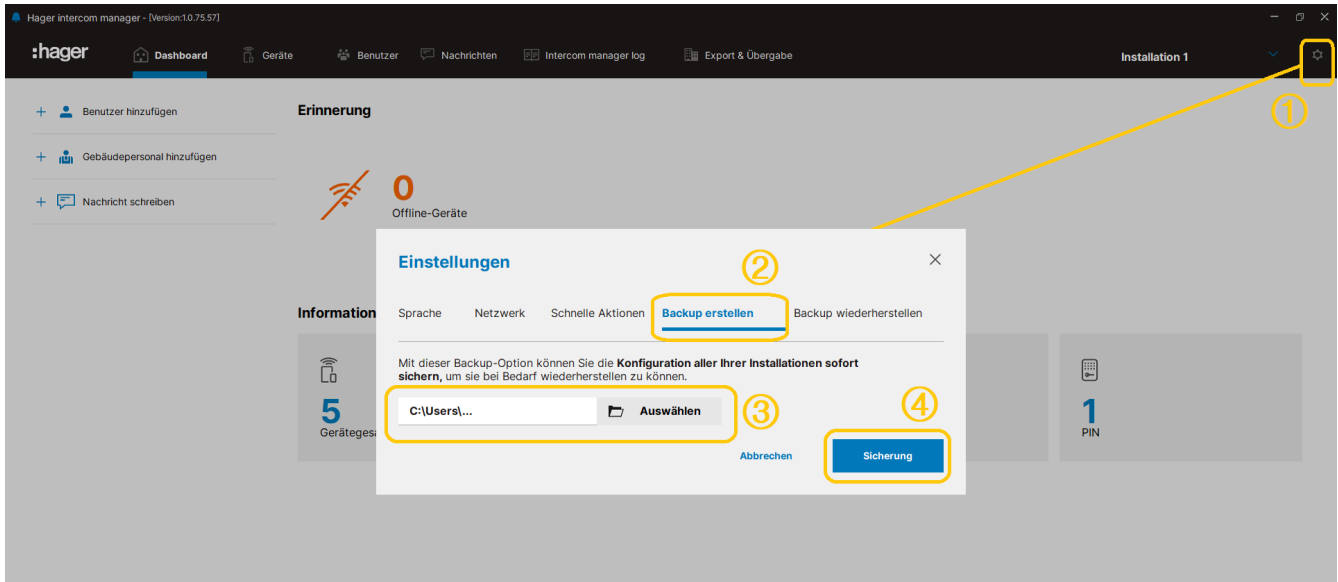 Hager intercom manager - [Version:1.0.75.57]
:hager Dashboard Geräte Benutzer Nachrichten Intercom manager log Export & Übergabe Installation 1
①
Benutzer hinzufügen
Gebäudepersonal hinzufügen
Nachricht schreiben
Erinnerung
0
Offline-Geräte
Information
5
1
PIN
Einstellungen
②
Sprache Netzwerk Schnelle Aktionen Backup erstellen Backup wiederherstellen
Mit dieser Backup-Option können Sie die Konfiguration aller Ihrer Installationen sofort
sichern, um sie bei Bedarf wiederherstellen zu können.
C:\Users\... Auswählen
③
④
Abbrechen Sicherung